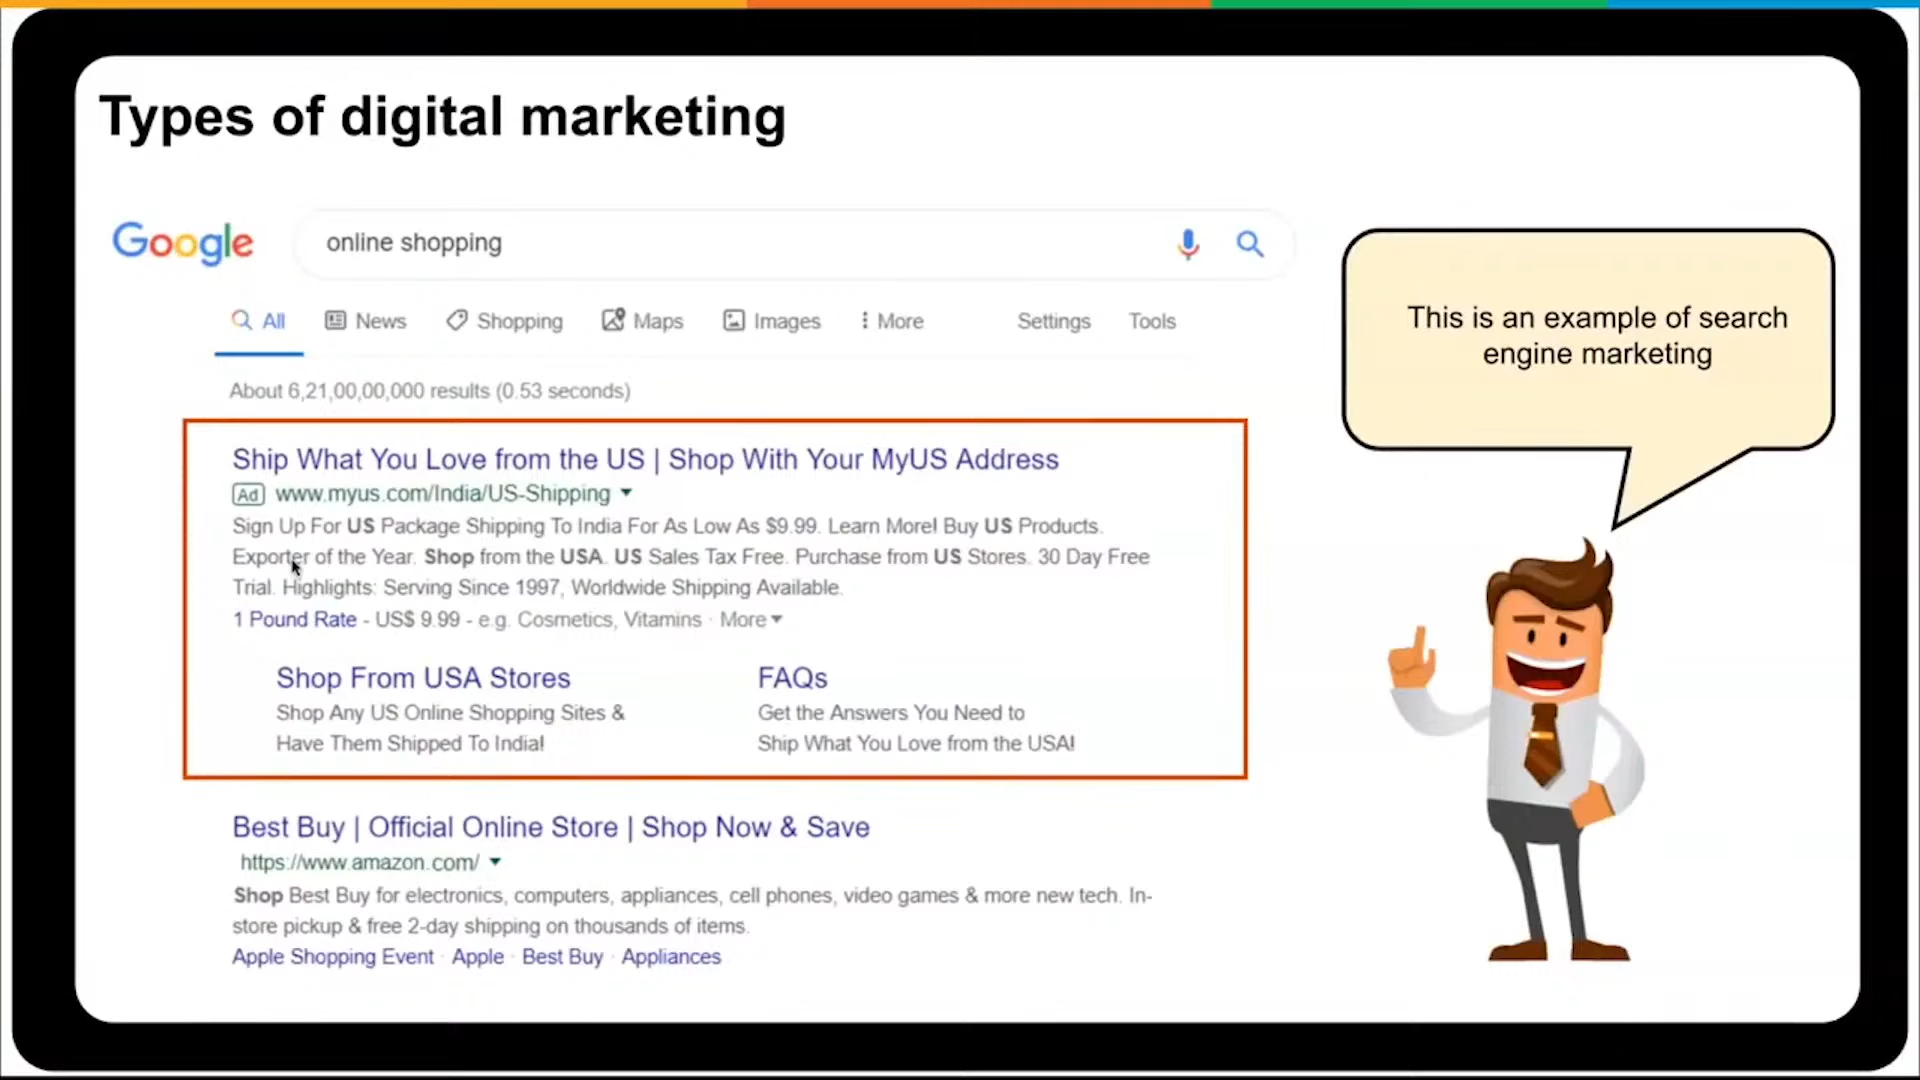 Types of digital marketing
Google
online shopping
All News Shopping Maps Images More Settings Tools
About 6,21,00,00,000 results (0.53 seconds)
Ship What You Love from the US | Shop With Your MyUS Address
Ad www.myus.com/India/US-Shipping
Sign Up For US Package Shipping To India For As Low As $9.99. Learn More! Buy US Products.
Exporter of the Year. Shop from the USA. US Sales Tax Free. Purchase from US Stores. 30 Day Free
Trial. Highlights: Serving Since 1997, Worldwide Shipping Available.
1 Pound Rate - US$ 9.99 - e.g. Cosmetics, Vitamins · More
Shop From USA Stores
Shop Any US Online Shopping Sites &
Have Them Shipped To India!
FAQs
Get the Answers You Need to
Ship What You Love from the USA!
Best Buy | Official Online Store | Shop Now & Save
https://www.amazon.com/
Shop Best Buy for electronics, computers, appliances, cell phones, video games & more new tech. In-
store pickup & free 2-day shipping on thousands of items.
Apple Shopping Event · Apple · Best Buy · Appliances
This is an example of search
engine marketing